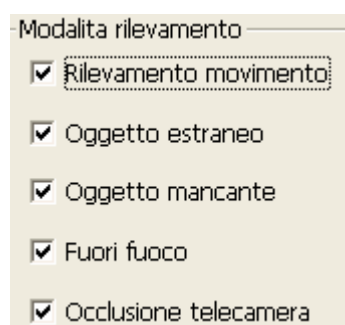 Modalita rilevamento
Rilevamento movimento
Oggetto estraneo
Oggetto mancante
Fuori fuoco
Occlusione telecamera